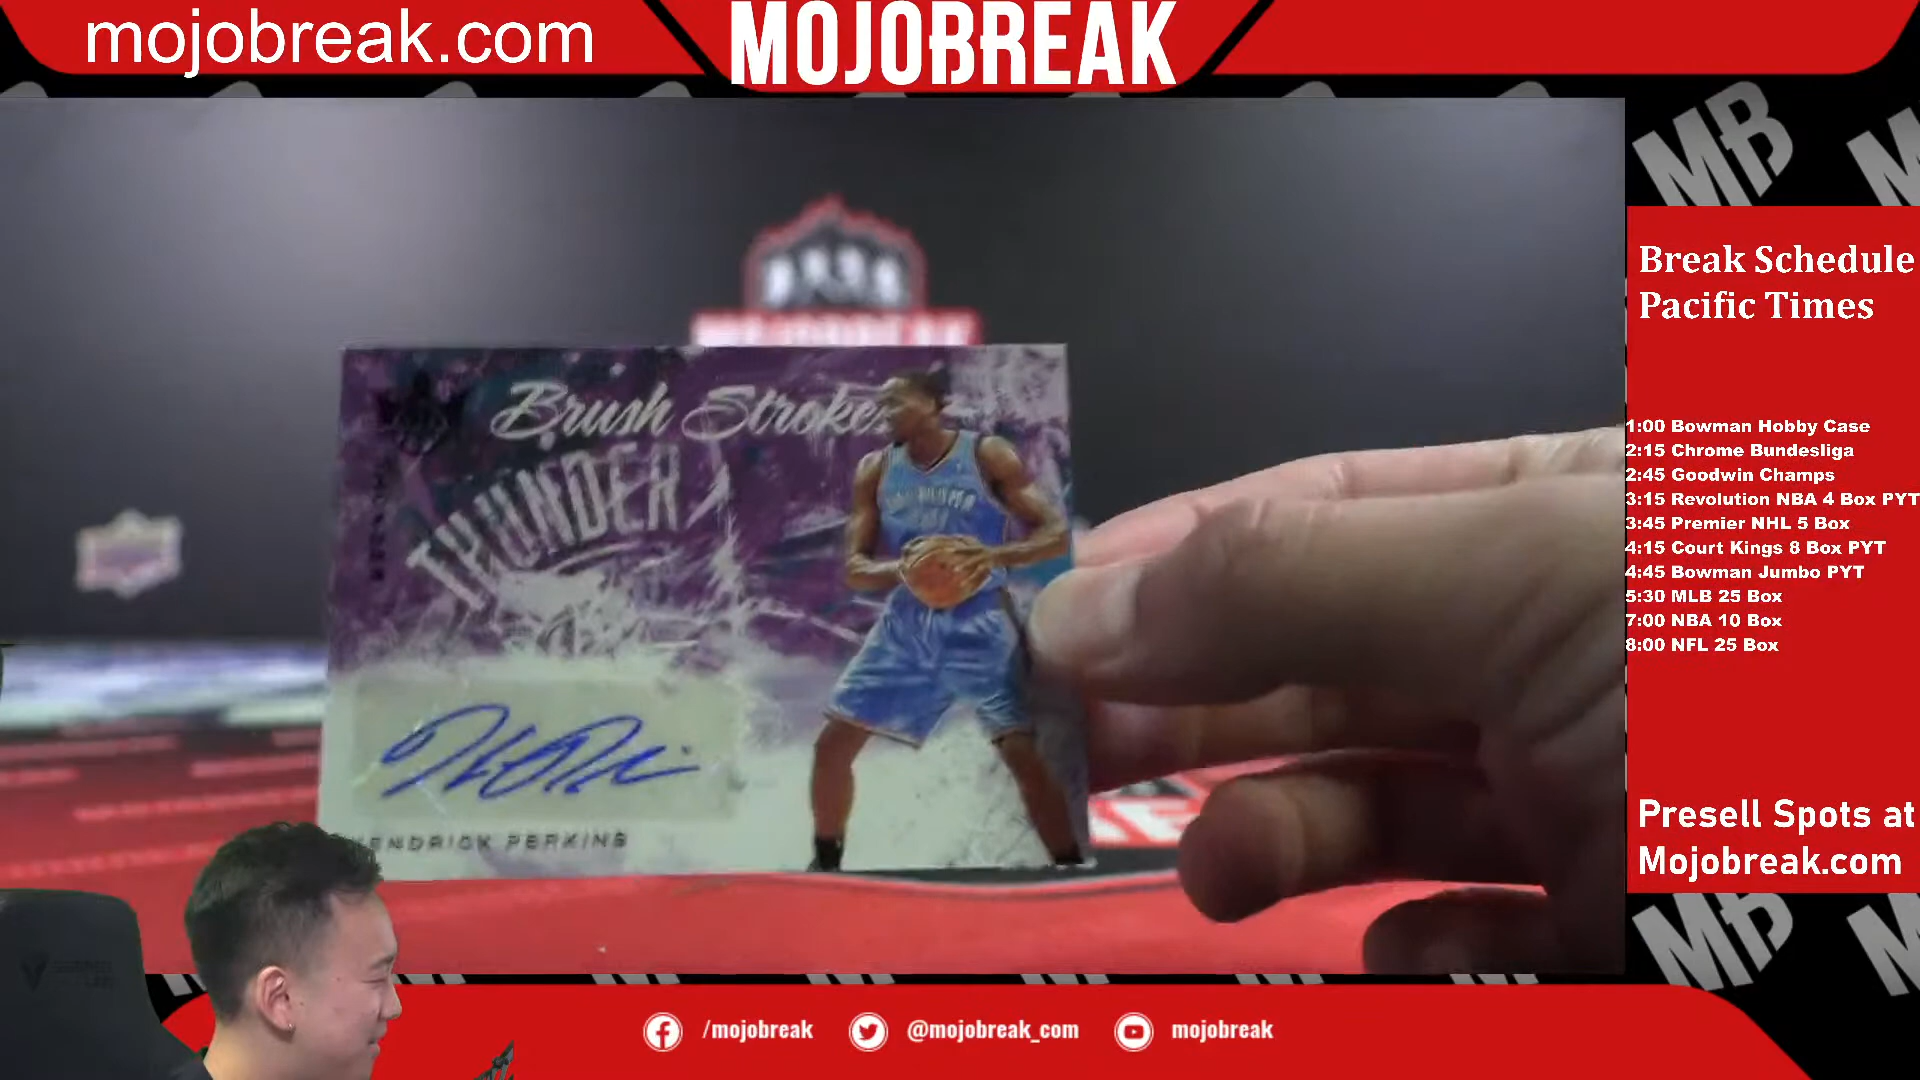 mojobreak.com
MOJOBREAK
MB
Break Schedule
Pacific Times
Brush Strokes
THUNDER
1:00 Bowman Hobby Case
2:15 Chrome Bundesliga
2:45 Goodwin Champs
3:15 Revolution NBA 4 Box PYT
3:45 Premier NHL 5 Box
4:15 Court Kings 8 Box PYT
4:45 Bowman Jumbo PYT
5:30 MLB 25 Box
7:00 NBA 10 Box
8:00 NFL 25 Box
KENDRICK PERKINS
Presell Spots at
Mojobreak.com
MB
/mojobreak
@mojobreak_com
mojobreak